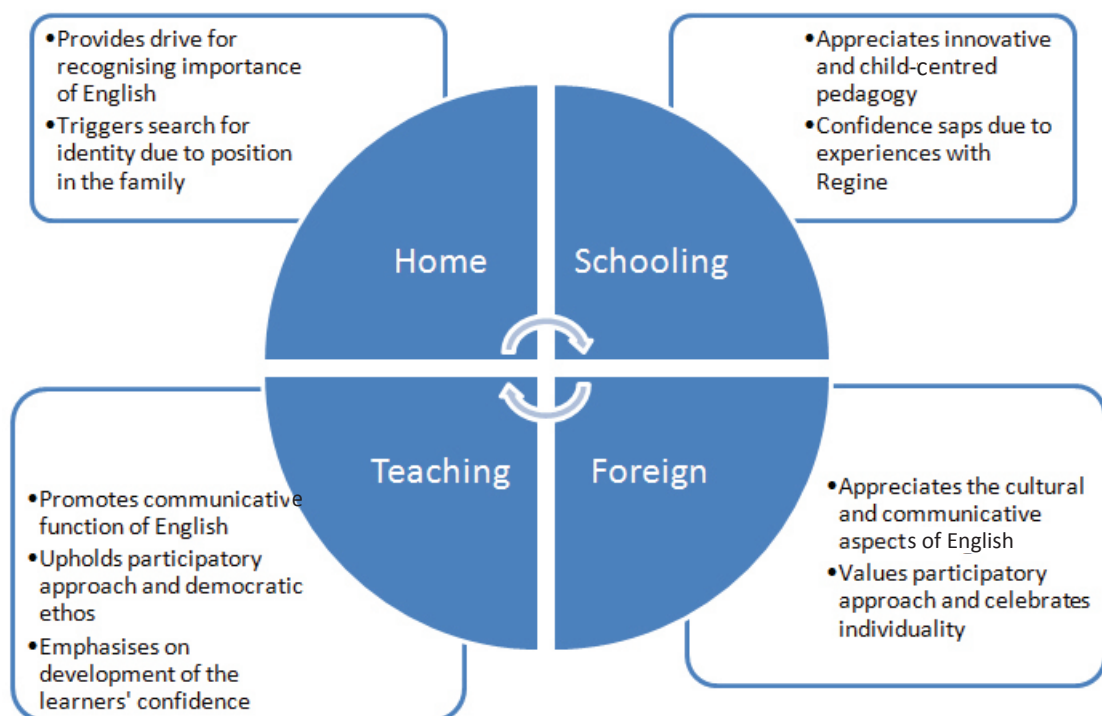 •Provides drive for
recognising importance
of English
•Triggers search for
identity due to position
in the family
•Appreciates innovative
and child-centred
pedagogy
•Confidence saps due to
experiences with
Regine
Home
Schooling
Teaching
Foreign
•Promotes communicative
function of English
•Upholds participatory
approach and democratic
ethos
•Emphasises on
development of the
learners' confidence
•Appreciates the cultural
and communicative
aspects of English
•Values participatory
approach and celebrates
individuality